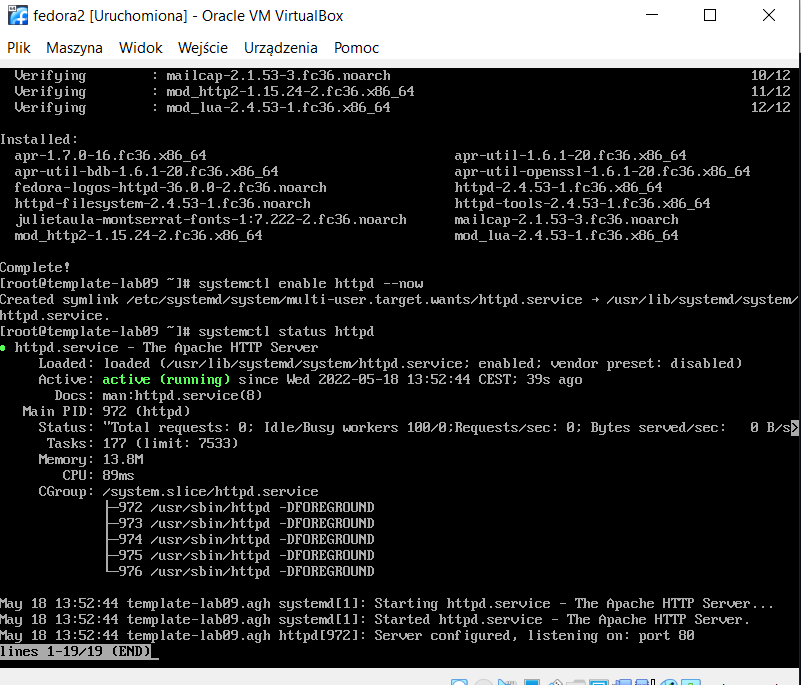 fedora2 [Uruchomiona] - Oracle VM VirtualBox
Plik Maszyna Widok Wejście Urządzenia Pomoc
Verifying : mailcap-2.1.53-3.fc36.noarch 10/12
Verifying : mod_http2-1.15.24-2.fc36.x86_64 11/12
Verifying : mod_lua-2.4.53-1.fc36.x86_64 12/12
Installed:
apr-1.7.0-16.fc36.x86_64 apr-util-1.6.1-20.fc36.x86_64
apr-util-bdb-1.6.1-20.fc36.x86_64 apr-util-openssl-1.6.1-20.fc36.x86_64
fedora-logos-httpd-36.0.0-2.fc36.noarch httpd-2.4.53-1.fc36.x86_64
httpd-filesystem-2.4.53-1.fc36.noarch httpd-tools-2.4.53-1.fc36.x86_64
julietaula-montserrat-fonts-1:7.222-2.fc36.noarch mailcap-2.1.53-3.fc36.noarch
mod_http2-1.15.24-2.fc36.x86_64 mod_lua-2.4.53-1.fc36.x86_64
Complete!
[root@template-lab09 ~]# systemctl enable httpd --now
Created symlink /etc/systemd/system/multi-user.target.wants/httpd.service → /usr/lib/systemd/system/
httpd.service.
[root@template-lab09 ~]# systemctl status httpd
● httpd.service - The Apache HTTP Server
Loaded: loaded (/usr/lib/systemd/system/httpd.service; enabled; vendor preset: disabled)
Active: active (running) since Wed 2022-05-18 13:52:44 CEST; 39s ago
Docs: man:httpd.service(8)
Main PID: 972 (httpd)
Status: "Total requests: 0; Idle/Busy workers 100/0;Requests/sec: 0; Bytes served/sec:   0 B/s>
Tasks: 177 (limit: 7533)
Memory: 13.8M
CPU: 89ms
CGroup: /system.slice/httpd.service
├─972 /usr/sbin/httpd -DFOREGROUND
├─973 /usr/sbin/httpd -DFOREGROUND
├─974 /usr/sbin/httpd -DFOREGROUND
├─975 /usr/sbin/httpd -DFOREGROUND
└─976 /usr/sbin/httpd -DFOREGROUND
May 18 13:52:44 template-lab09.agh systemd[1]: Starting httpd.service - The Apache HTTP Server...
May 18 13:52:44 template-lab09.agh systemd[1]: Started httpd.service - The Apache HTTP Server.
May 18 13:52:44 template-lab09.agh httpd[972]: Server configured, listening on: port 80
lines 1-19/19 (END)